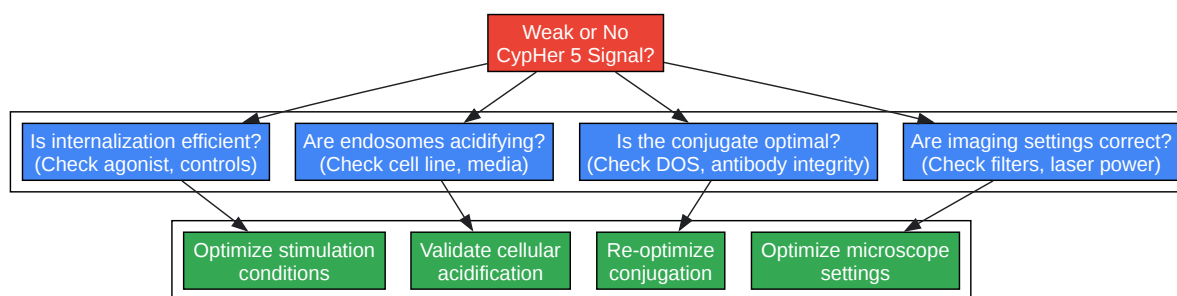 Weak or No
CypHer 5 Signal?
Is internalization efficient?
(Check agonist, controls)
Are endosomes acidifying?
(Check cell line, media)
Is the conjugate optimal?
(Check DOS, antibody integrity)
Are imaging settings correct?
(Check filters, laser power)
Optimize stimulation
conditions
Validate cellular
acidification
Re-optimize
conjugation
Optimize microscope
settings